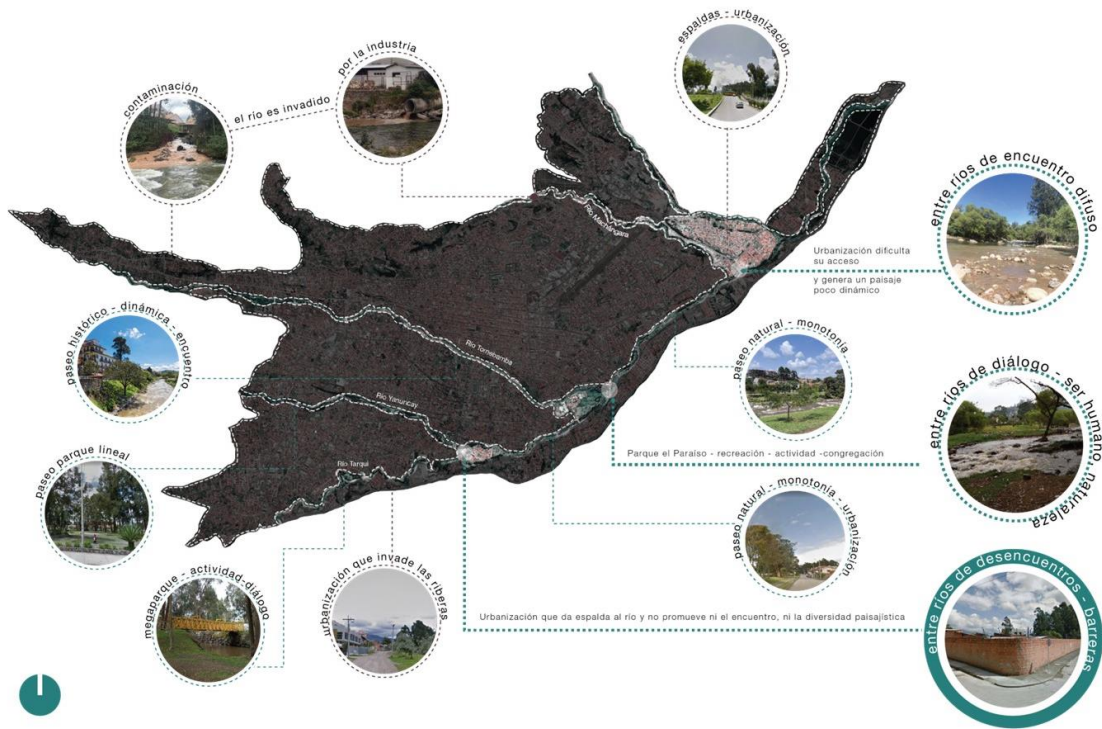 espaldas - urbanización
por la industria
contaminación
el río es invadido
entre ríos de encuentro difuso
Río Machángara
Urbanización dificulta
su acceso
y genera un paisaje
poco dinámico
paseo histórico - dinámica - encuentro
Río Tomebamba
paseo natural - monotonía
entre ríos de diálogo - ser humano naturaleza
Río Yanuncay
Parque el Paraíso - recreación - actividad -congregación
paseo parque lineal
Río Tarqui
paseo natural - monotonía - urbanización
megaparque - actividad-diálogo
urbanización que invade las riberas
Urbanización que da espalda al río y no promueve ni el encuentro, ni la diversidad paisajística
entre ríos de desencuentros - barreras